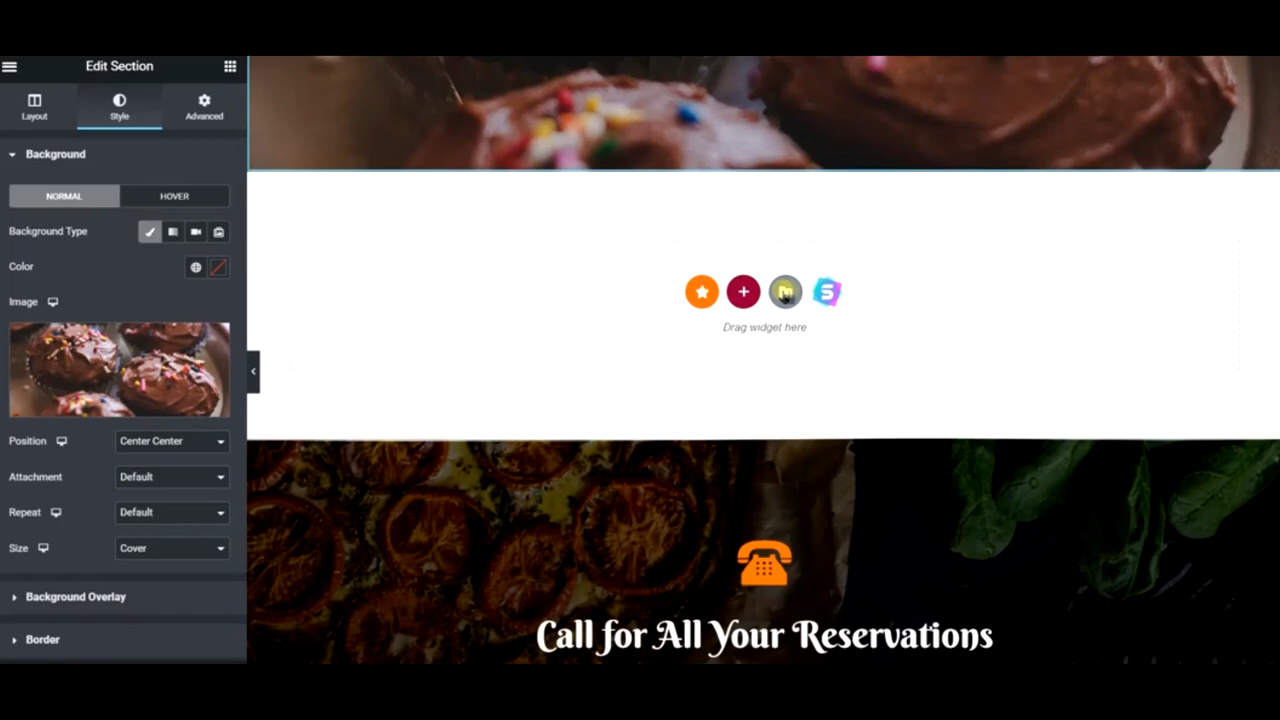 Edit Section
Layout
Style
Advanced
Background
NORMAL
HOVER
Background Type
Color
Image
Position
Center Center
Attachment
Default
Repeat
Default
Size
Cover
Background Overlay
Border
S
Drag widget here
Call for All Your Reservations